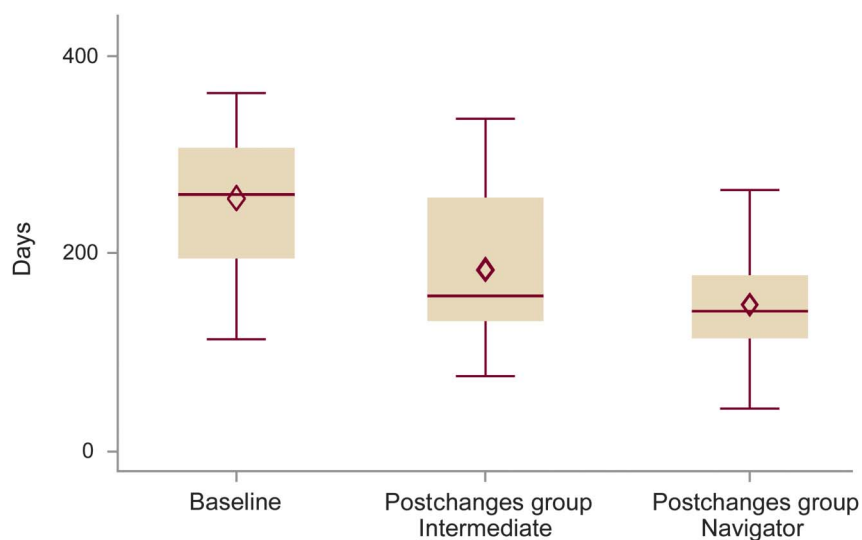 400
200
0
Days
Baseline
Postchanges group
Intermediate
Postchanges group
Navigator